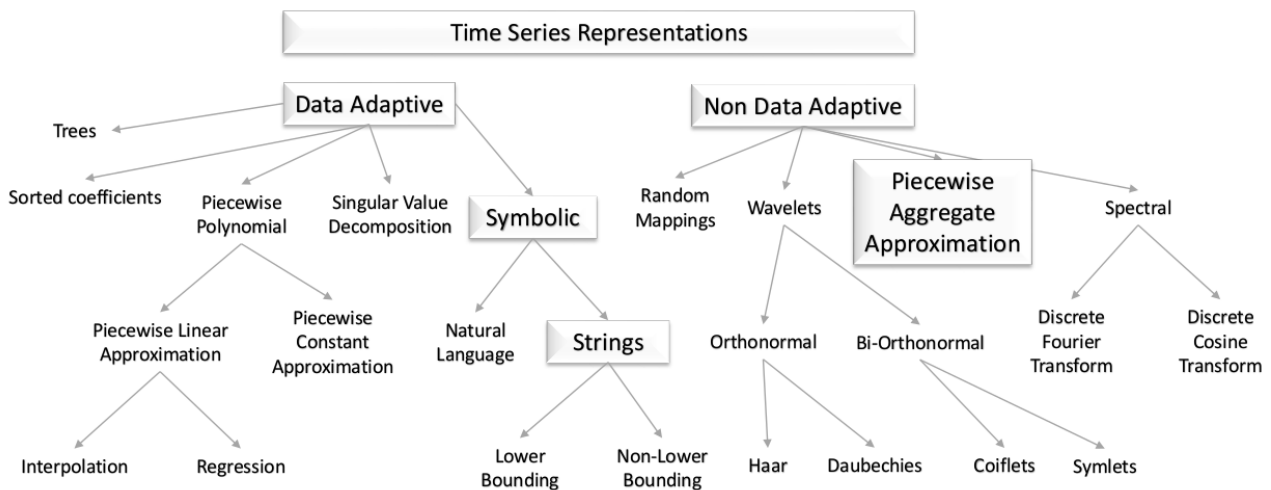 Time Series Representations
Data Adaptive
Non Data Adaptive
Trees
Sorted coefficients
Piecewise
Polynomial
Singular Value
Decomposition
Symbolic
Random
Mappings
Wavelets
Piecewise
Aggregate
Approximation
Spectral
Piecewise Linear
Approximation
Piecewise
Constant
Approximation
Natural
Language
Strings
Orthonormal
Bi-Orthonormal
Discrete
Fourier
Transform
Discrete
Cosine
Transform
Interpolation
Regression
Lower
Bounding
Non-Lower
Bounding
Haar
Daubechies
Coiflets
Symlets